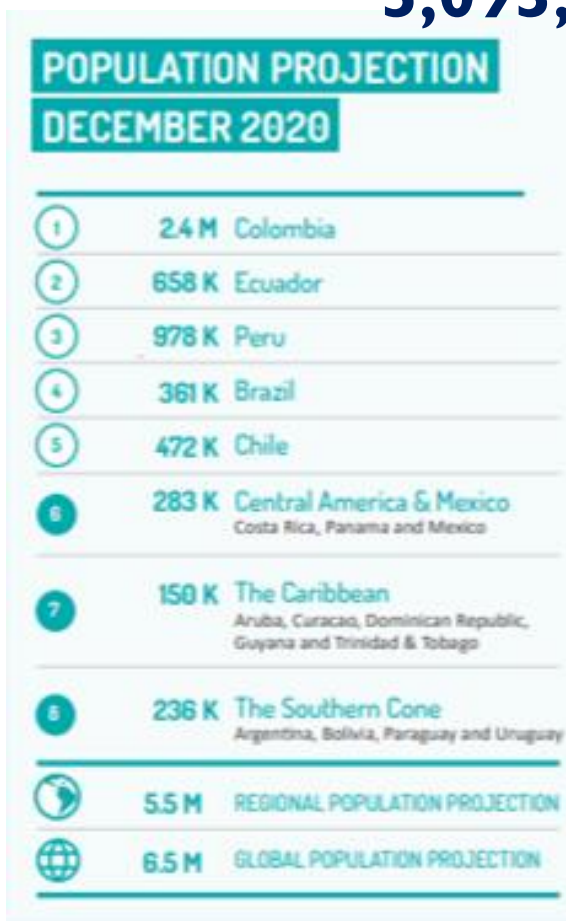 5,093,
POPULATION PROJECTION
DECEMBER 2020
1 2.4 M Colombia
2 658 K Ecuador
3 978 K Peru
4 361 K Brazil
5 472 K Chile
6 283 K Central America & Mexico
Costa Rica, Panama and Mexico
7 150 K The Caribbean
Aruba, Curacao, Dominican Republic,
Guyana and Trinidad & Tobago
8 236 K The Southern Cone
Argentina, Bolivia, Paraguay and Uruguay
5.5 M REGIONAL POPULATION PROJECTION
6.5 M GLOBAL POPULATION PROJECTION